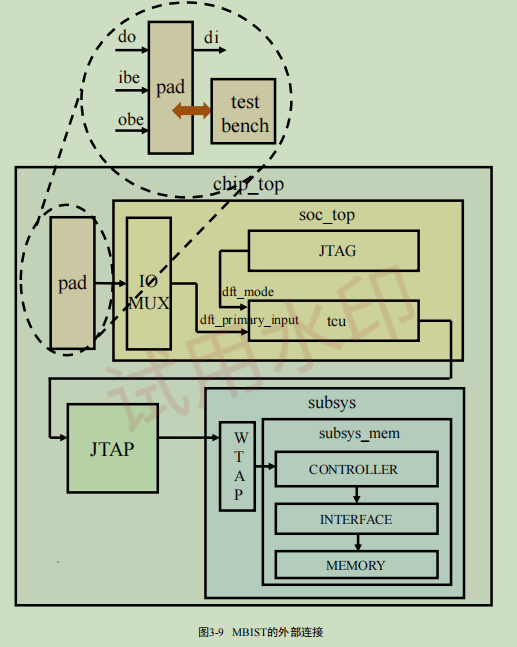 do
di
ibe
pad
obe
test
bench
chip_top
soc_top
pad
IO
MUX
JTAG
dft_mode
dft_primary_input
tcu
试用水印
subsys
JTAP
W
T
A
P
subsys_mem
CONTROLLER
INTERFACE
MEMORY
图3-9 MBIST的外部连接